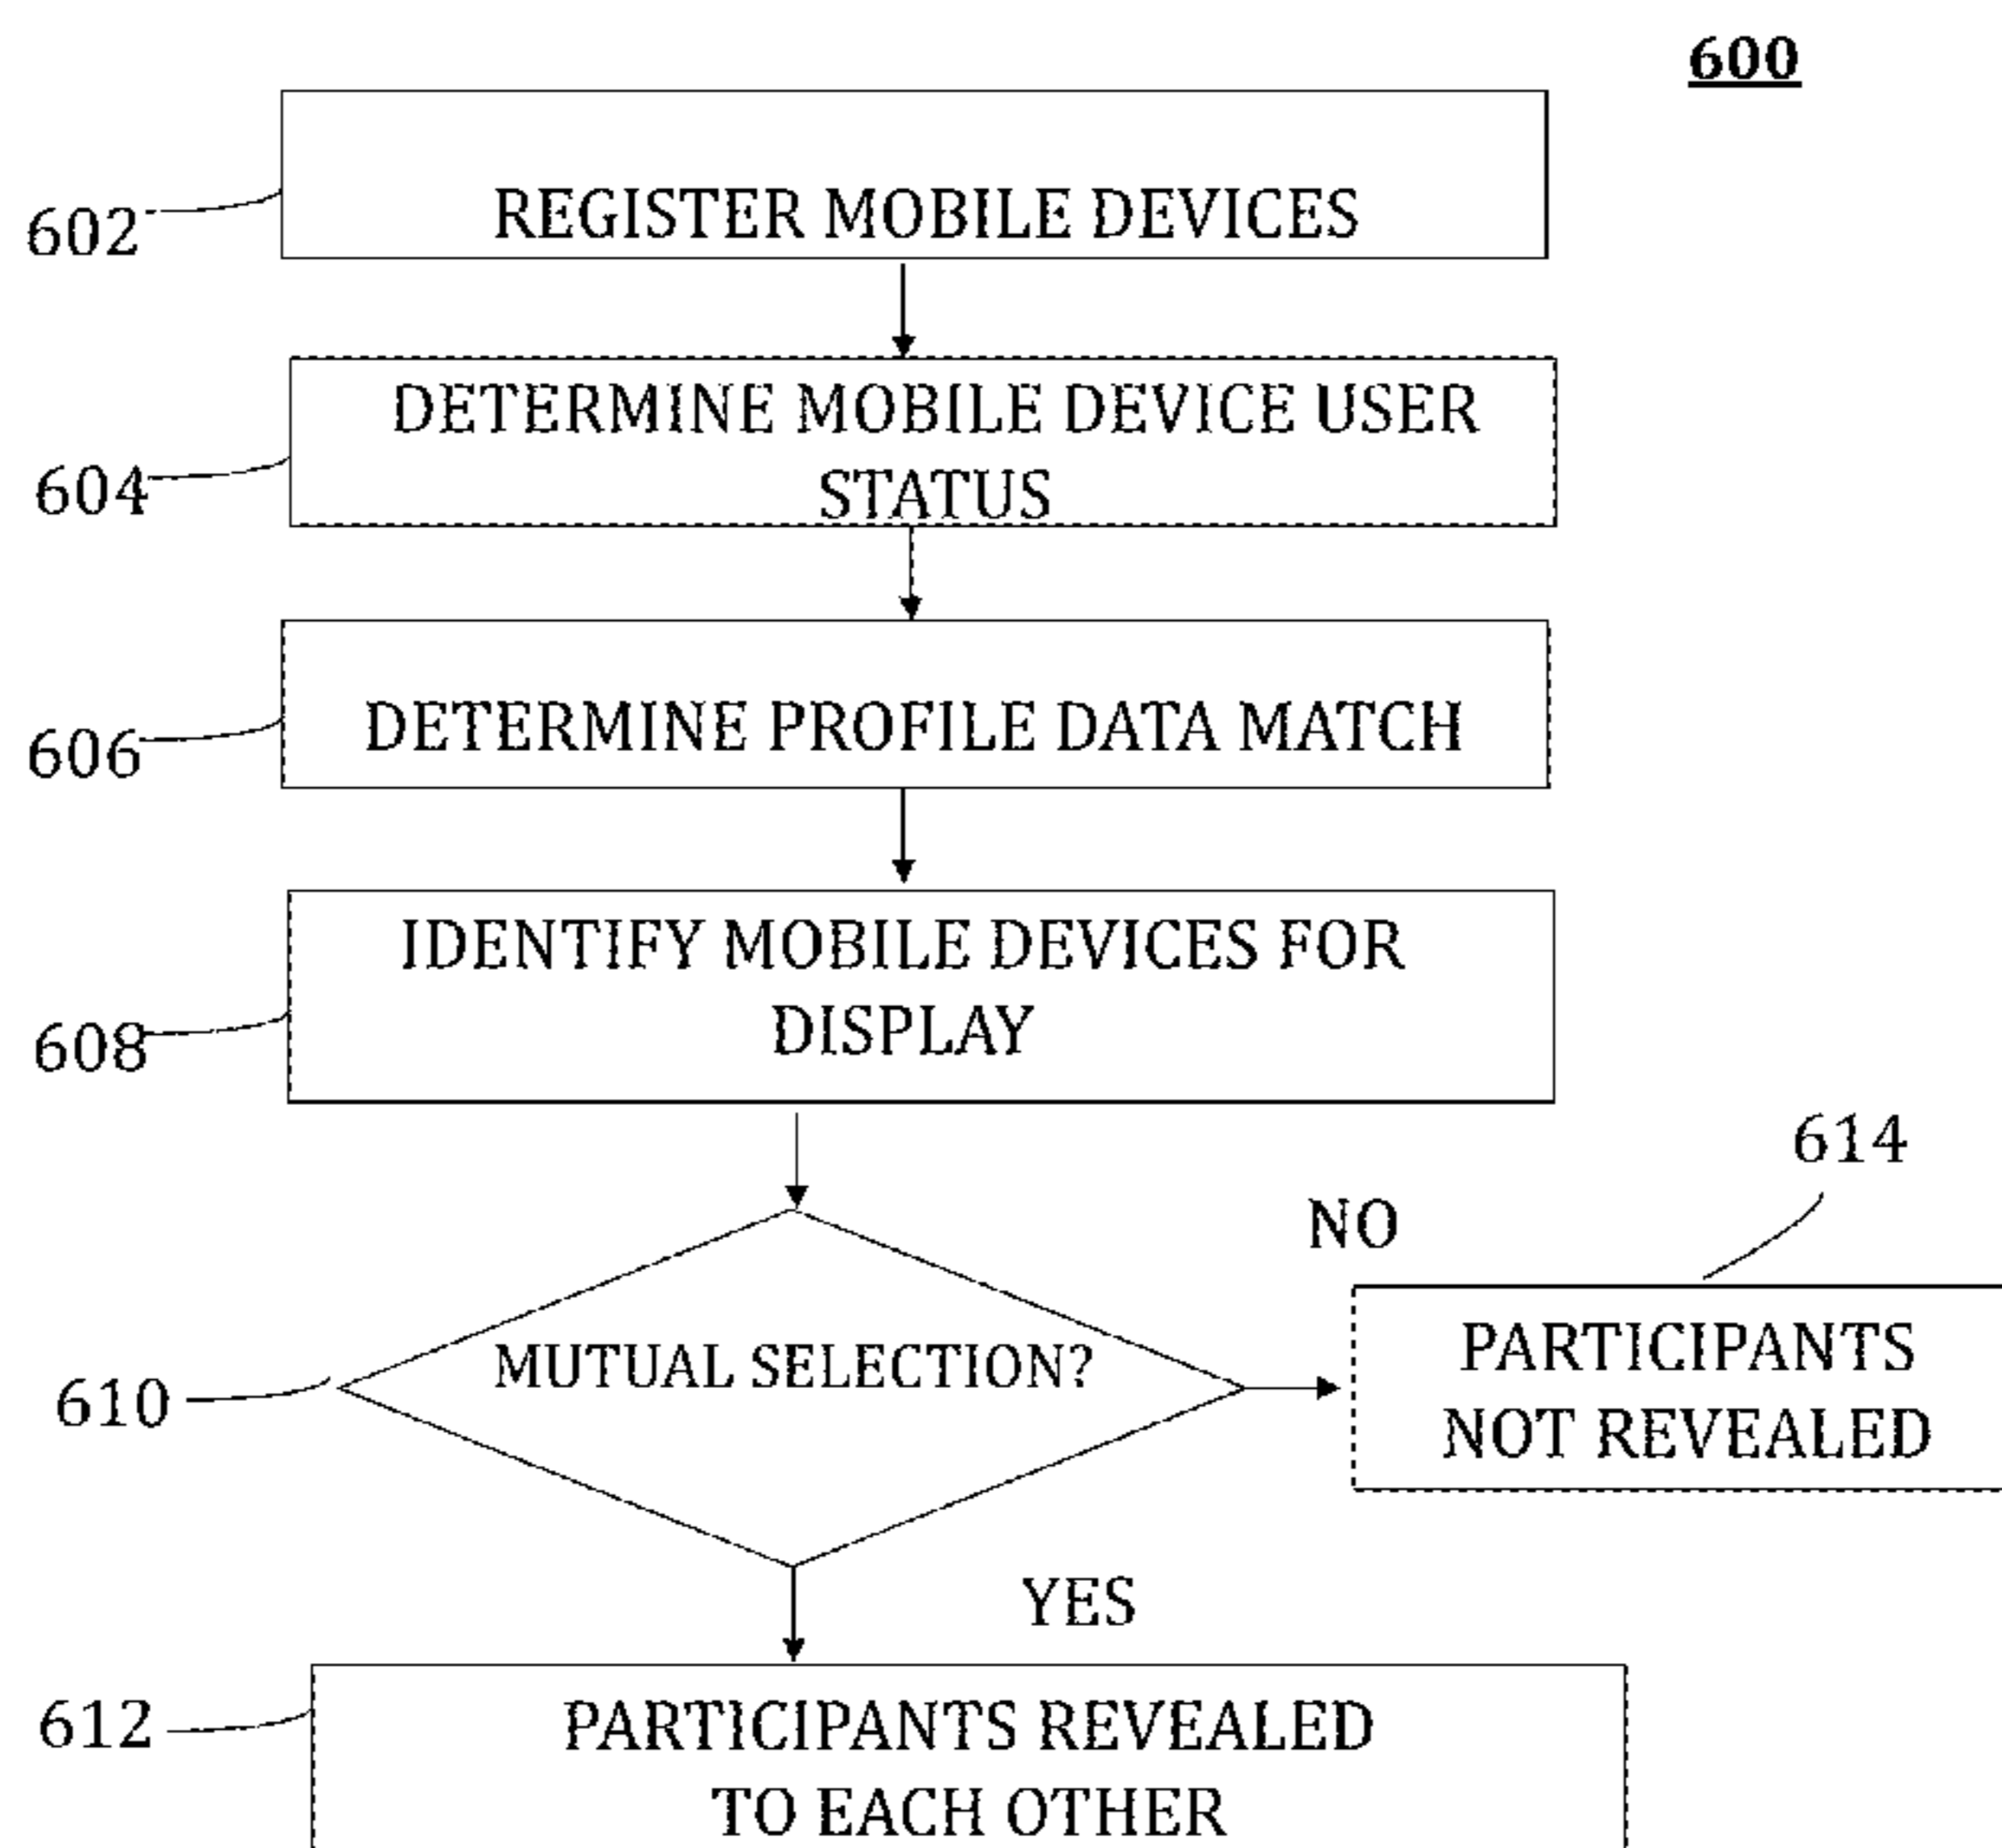 600
602
REGISTER MOBILE DEVICES
604
DETERMINE MOBILE DEVICE USER
STATUS
606
DETERMINE PROFILE DATA MATCH
608
IDENTIFY MOBILE DEVICES FOR
DISPLAY
610
MUTUAL SELECTION?
NO
614
PARTICIPANTS
NOT REVEALED
YES
612
PARTICIPANTS REVEALED
TO EACH OTHER